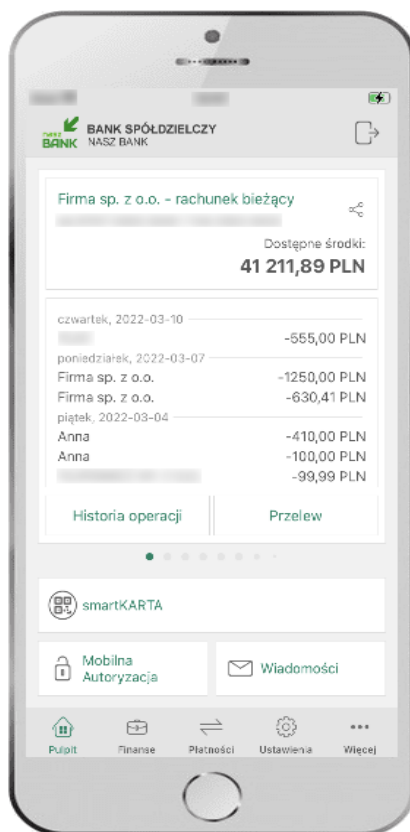 nasz
BANK
BANK SPÓŁDZIELCZY
NASZ BANK
Firma sp. z o.o. – rachunek bieżący
Dostępne środki:
41 211,89 PLN
czwartek, 2022-03-10
-555,00 PLN
poniedziałek, 2022-03-07
Firma sp. z o.o. -1250,00 PLN
Firma sp. z o.o. -630,41 PLN
piątek, 2022-03-04
Anna -410,00 PLN
Anna -100,00 PLN
-99,99 PLN
Historia operacji Przelew
smartKARTA
Mobilna
Autoryzacja
Wiadomości
Pulpit Finanse Płatności Ustawienia Więcej